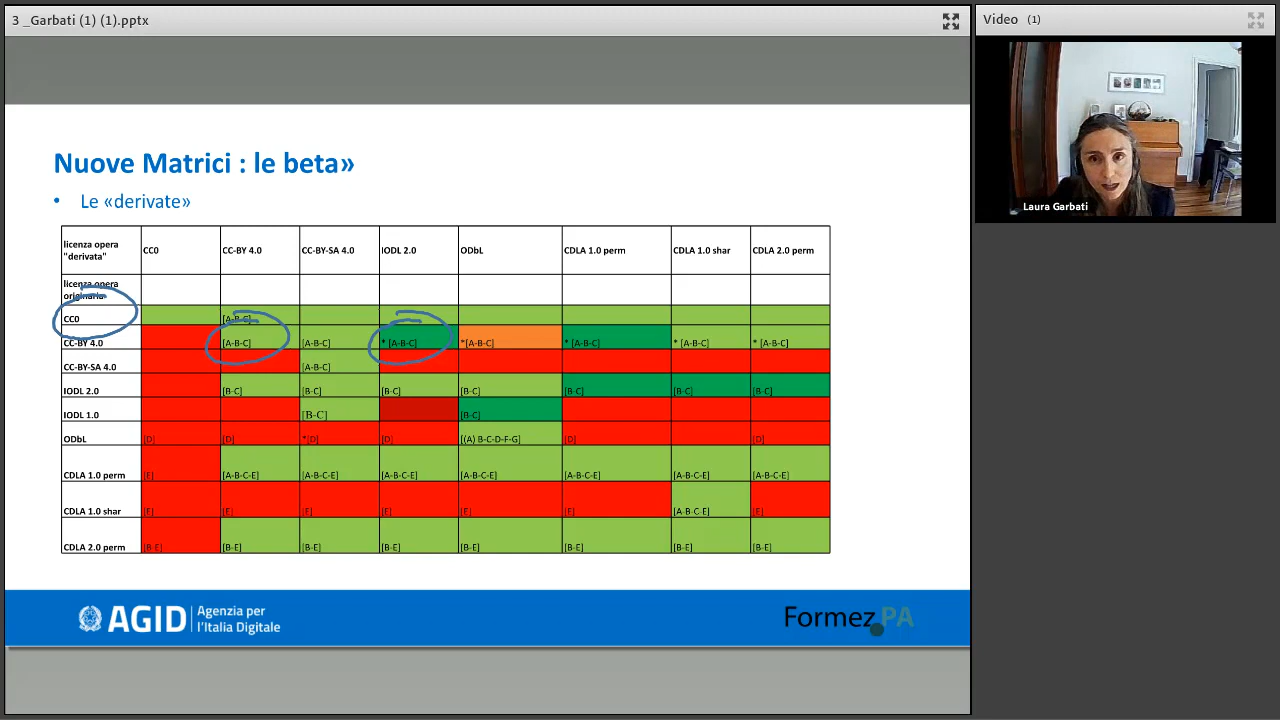 3 _Garbati (1) (1).pptx
Video (1)
Laura Garbati
Nuove Matrici : le beta»
• Le «derivate»
licenza opera "derivata" CC0 CC-BY 4.0 CC-BY-SA 4.0 IODL 2.0 ODbL CDLA 1.0 perm CDLA 1.0 shar CDLA 2.0 perm
licenza opera originaria
CC0 [A-B-C]
CC-BY 4.0 [A-B-C] [A-B-C] * [A-B-C] *[A-B-C] * [A-B-C] * [A-B-C] * [A-B-C]
CC-BY-SA 4.0 [A-B-C]
IODL 2.0 [B-C] [B-C] [B-C] [B-C] [B-C] [B-C] [B-C]
IODL 1.0 [B-C] [B-C]
ODbL [D] [D] *[D] [D] [(A) B-C-D-F-G] [D] [D]
CDLA 1.0 perm [E] [A-B-C-E] [A-B-C-E] [A-B-C-E] [A-B-C-E] [A-B-C-E] [A-B-C-E] [A-B-C-E]
CDLA 1.0 shar [E] [E] [E] [E] [E] [E] [A-B-C-E] [E]
CDLA 2.0 perm [B-E] [B-E] [B-E] [B-E] [B-E] [B-E] [B-E] [B-E]
AGID Agenzia per
l'Italia Digitale
Formez PA